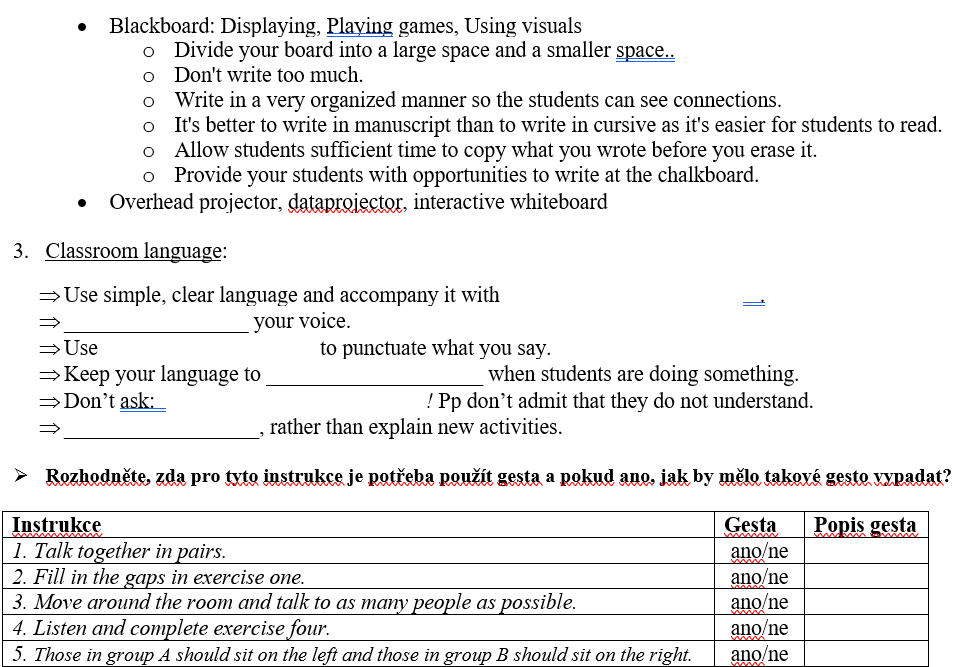 • Blackboard: Displaying, Playing games, Using visuals
o Divide your board into a large space and a smaller space..
o Don't write too much.
o Write in a very organized manner so the students can see connections.
o It's better to write in manuscript than to write in cursive as it's easier for students to read.
o Allow students sufficient time to copy what you wrote before you erase it.
o Provide your students with opportunities to write at the chalkboard.
• Overhead projector, dataprojector, interactive whiteboard
3. Classroom language:
⇒ Use simple, clear language and accompany it with .
⇒ __________________ your voice.
⇒ Use to punctuate what you say.
⇒ Keep your language to _____________________ when students are doing something.
⇒ Don’t ask: ! Pp don’t admit that they do not understand.
⇒ ___________________, rather than explain new activities.
➢ Rozhodněte, zda pro tyto instrukce je potřeba použít gesta a pokud ano, jak by mělo takové gesto vypadat?
Instrukce Gesta Popis gesta
1. Talk together in pairs. ano/ne
2. Fill in the gaps in exercise one. ano/ne
3. Move around the room and talk to as many people as possible. ano/ne
4. Listen and complete exercise four. ano/ne
5. Those in group A should sit on the left and those in group B should sit on the right. ano/ne